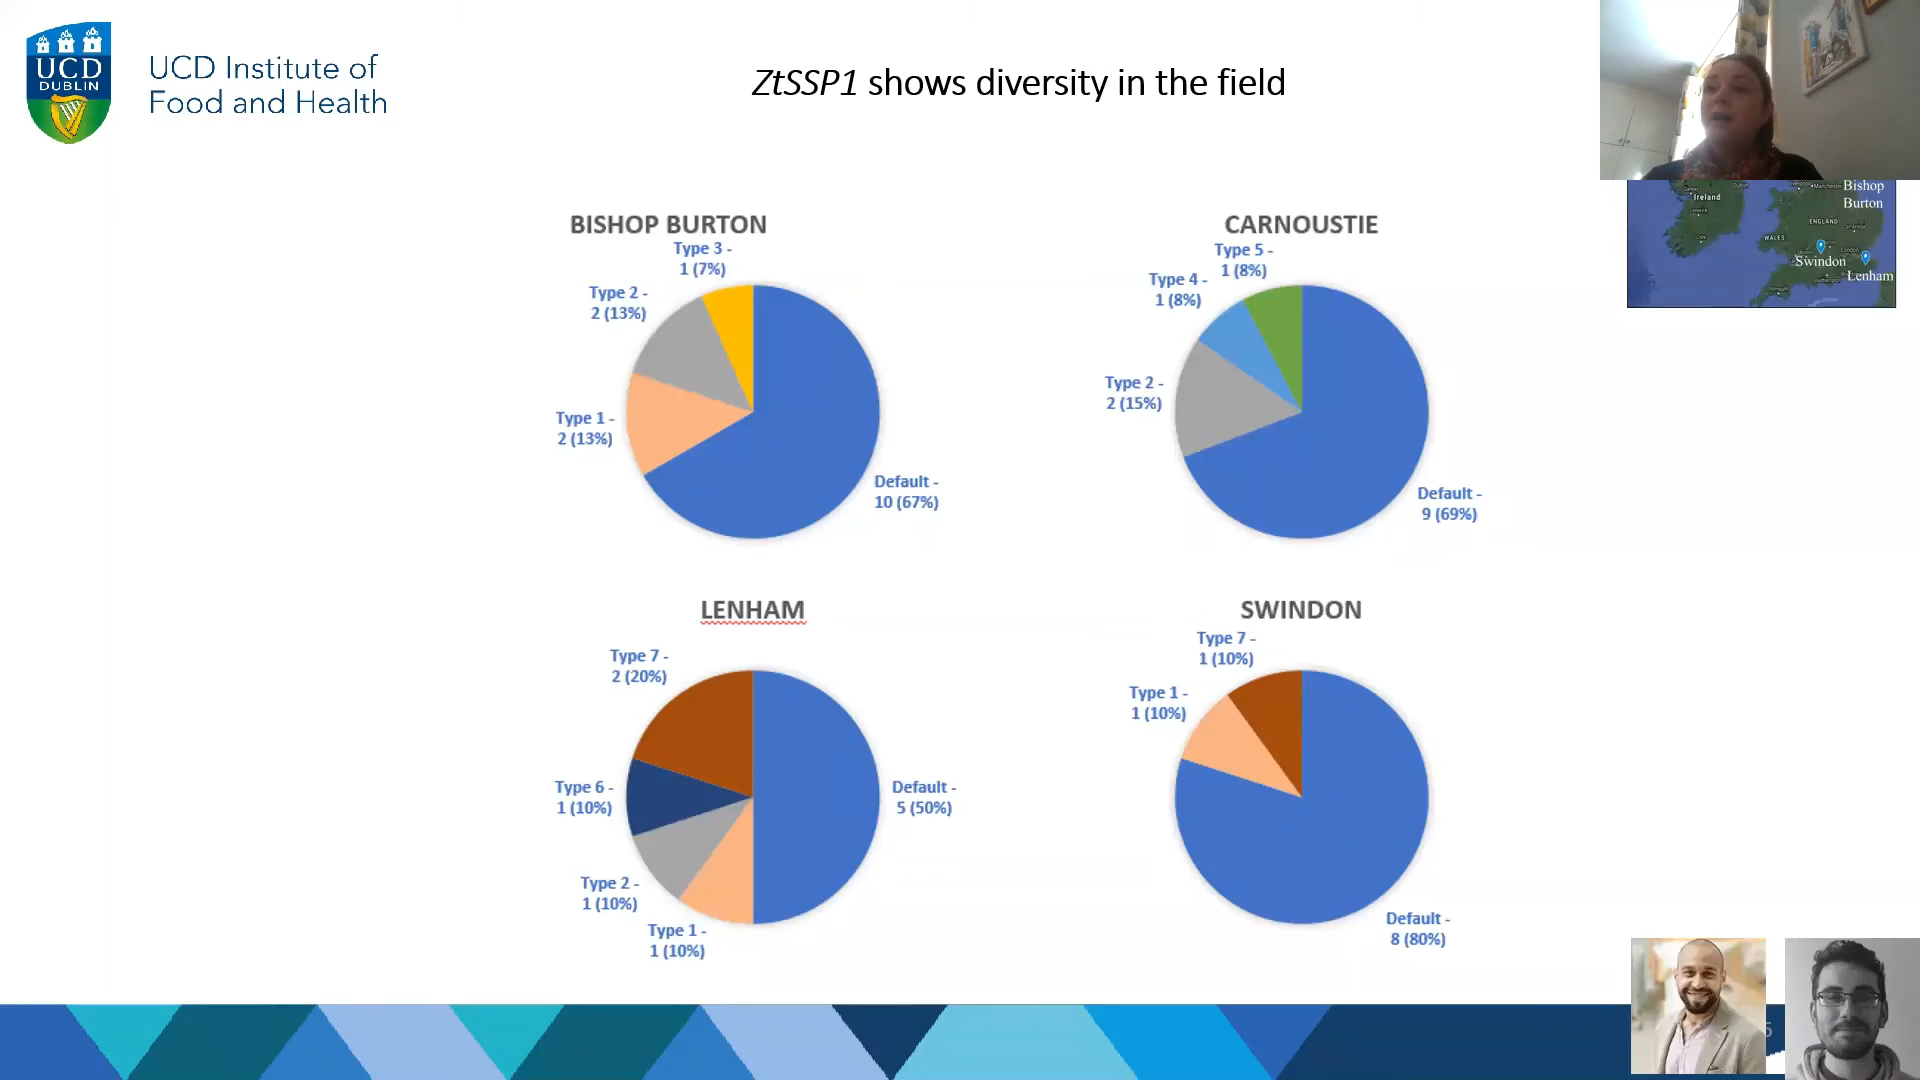 UCD
DUBLIN
UCD Institute of
Food and Health
ZtSSP1 shows diversity in the field
BISHOP BURTON
Type 3 -
1 (7%)
Type 2 -
2 (13%)
Type 1 -
2 (13%)
Default -
10 (67%)
CARNOUSTIE
Type 5 -
1 (8%)
Type 4 -
1 (8%)
Type 2 -
2 (15%)
Default -
9 (69%)
LENHAM
Type 7 -
2 (20%)
Type 6 -
1 (10%)
Type 2 -
1 (10%)
Type 1 -
1 (10%)
Default -
5 (50%)
SWINDON
Type 7 -
1 (10%)
Type 1 -
1 (10%)
Default -
8 (80%)
Bishop
Burton
Ireland
ENGLAND
WALES
London
Swindon
Lenham